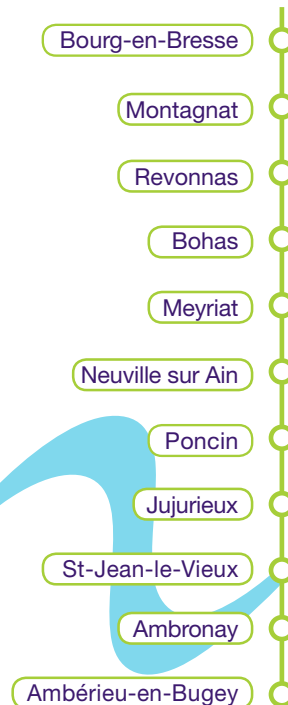 Bourg-en-Bresse
Montagnat
Revonnas
Bohas
Meyriat
Neuville sur Ain
Poncin
Jujurieux
St-Jean-le-Vieux
Ambronay
Ambérieu-en-Bugey